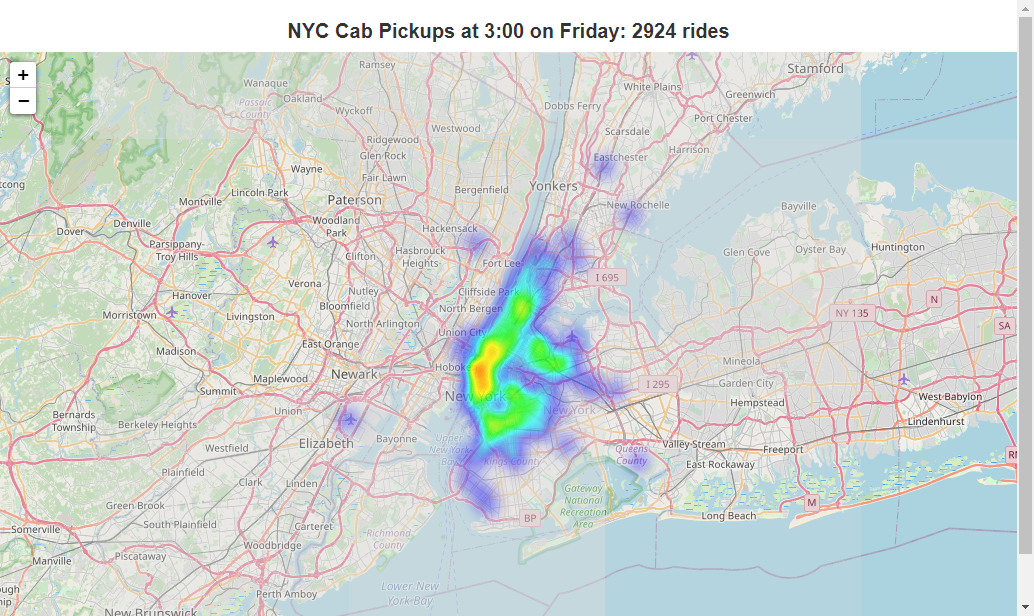 NYC Cab Pickups at 3:00 on Friday: 2924 rides
+
−
Ramsey
Stamford
Wanaque
Oakland
White Plains
Greenwich
Passaic
County
Wyckoff
Dobbs Ferry
Port Chester
Westwood
Scarsdale
Ridgewood
Harrison
Glen Rock
Eastchester
Wayne
Fair Lawn
Lincoln Park
Bergenfield
Yonkers
Montville
Paterson
New Rochelle
Bayville
Denville
Woodland
Park
Hackensack
Dover
Parsippany-
Troy Hills
Clifton
Hasbrouck
Heights
Fort Lee
Glen Cove
Oyster Bay
Huntington
I 695
Verona
Nutley
Cliffside Park
Hanover
Bloomfield
North Bergen
N
Morristown
Livingston
North Arlington
NY 135
SA
East Orange
Union City
Madison
Mineola
Newark
Hoboke
Maplewood
I 295
Garden City
Summit
New York
Hempstead
West Babylon
Union
New York
Bernards
Township
Berkeley Heights
Lindenhurst
Elizabeth
Bayonne
Upper
New York
Bay
Westfield
Queens
County
Valley Stream
Freeport
Kings County
East Rockaway
Plainfield
Clark
Linden
Gateway
National
Recreation
Area
M
Green Brook
Long Beach
BP
South Plainfield
Somerville
Carteret
Richmond
County
Woodbridge
Piscataway
Manville
Perth Amboy
Lower New
York Bay
New Brunswick